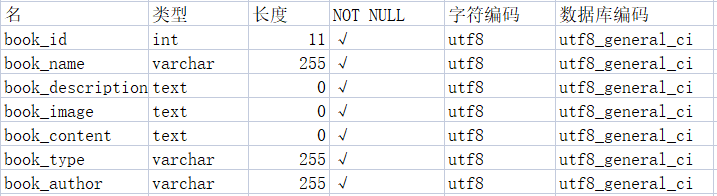 名 类型 长度 NOT NULL 字符编码 数据库编码
book_id int 11 √ utf8 utf8_general_ci
book_name varchar 255 √ utf8 utf8_general_ci
book_description text 0 √ utf8 utf8_general_ci
book_image text 0 √ utf8 utf8_general_ci
book_content text 0 √ utf8 utf8_general_ci
book_type varchar 255 √ utf8 utf8_general_ci
book_author varchar 255 √ utf8 utf8_general_ci